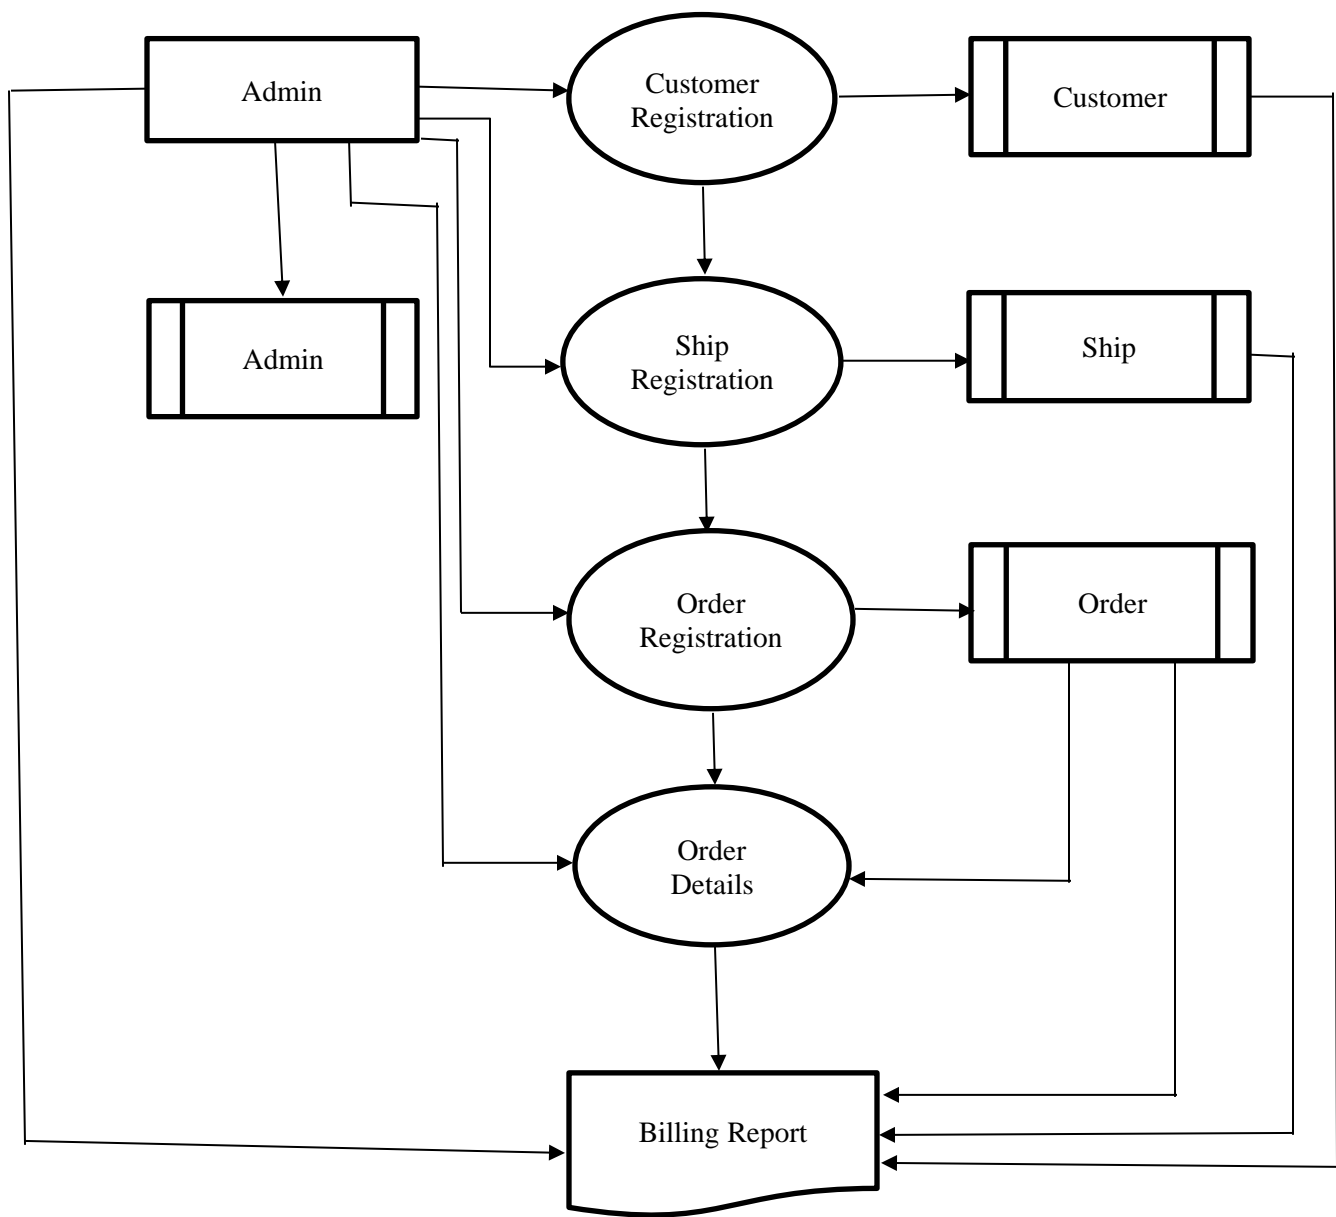 Admin
Customer
Registration
Customer
Admin
Ship
Registration
Ship
Order
Registration
Order
Order
Details
Billing Report